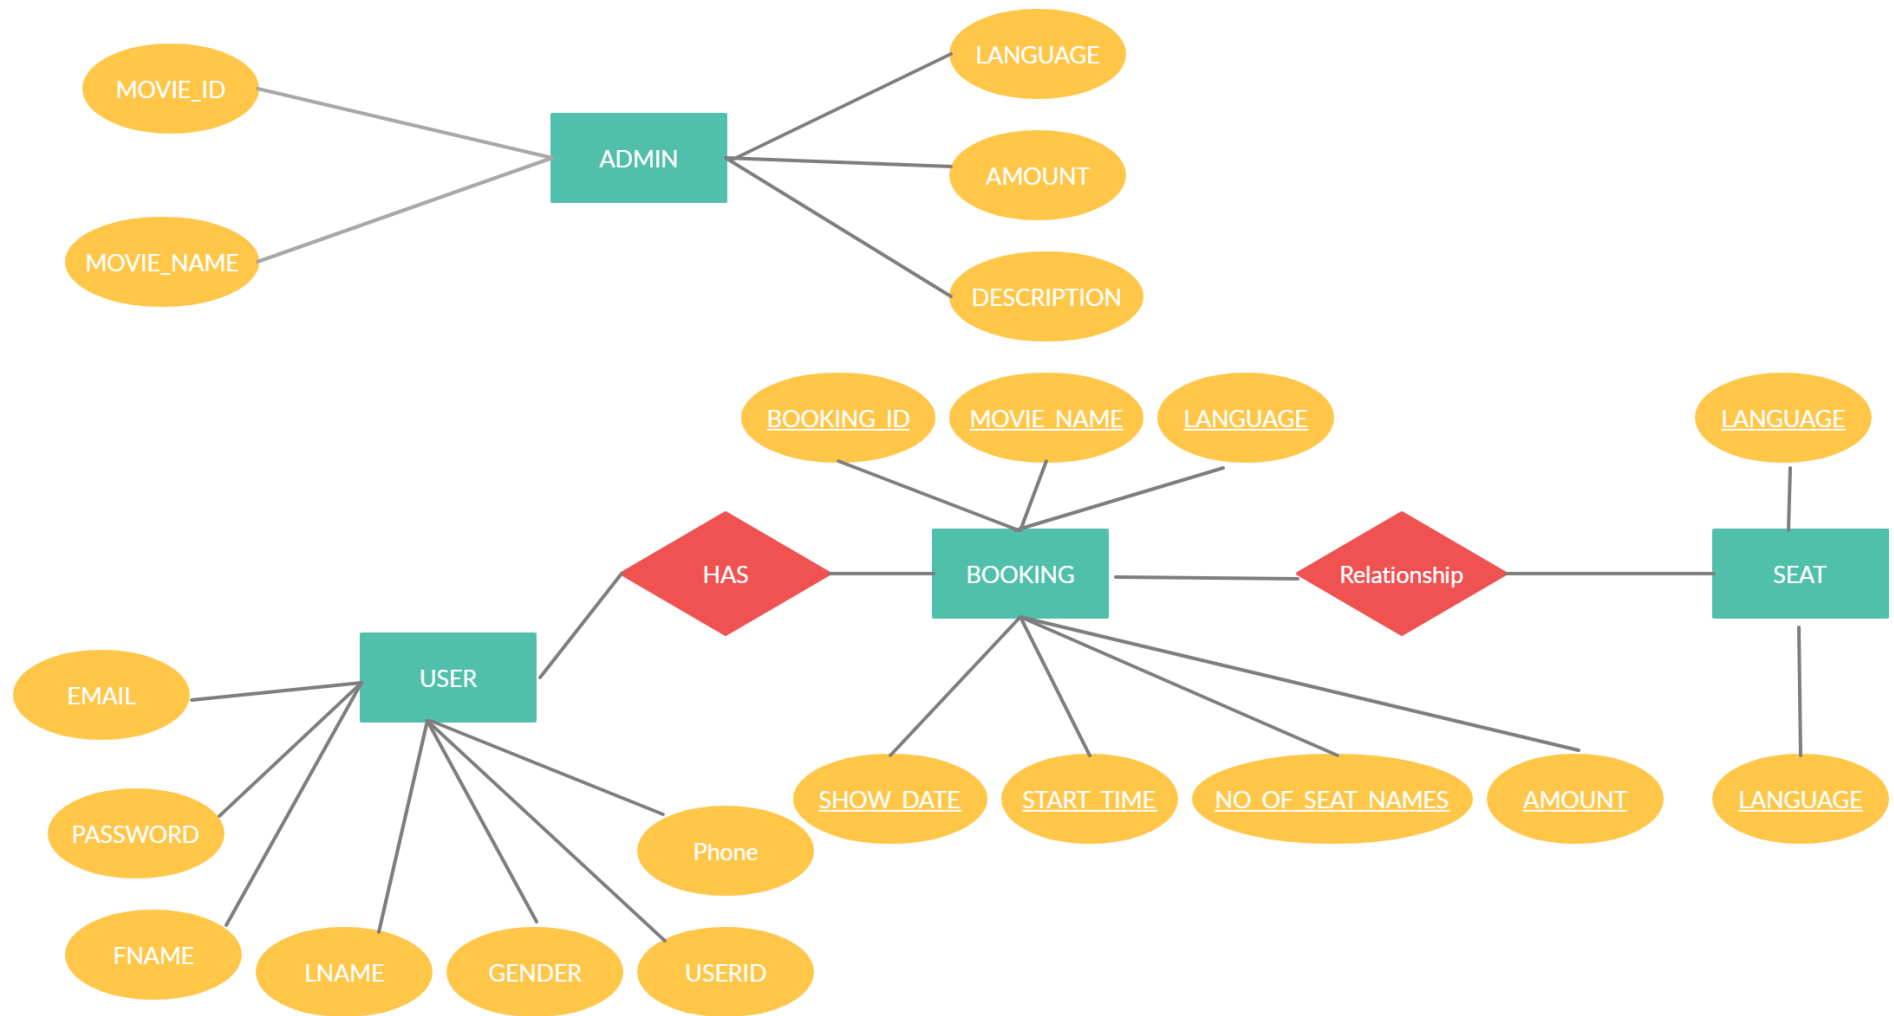 LANGUAGE
MOVIE_ID
ADMIN
AMOUNT
MOVIE_NAME
DESCRIPTION
BOOKING_ID
MOVIE_NAME
LANGUAGE
LANGUAGE
HAS
BOOKING
Relationship
SEAT
USER
EMAIL
SHOW_DATE
START_TIME
NO_OF_SEAT_NAMES
AMOUNT
LANGUAGE
PASSWORD
Phone
FNAME
LNAME
GENDER
USERID